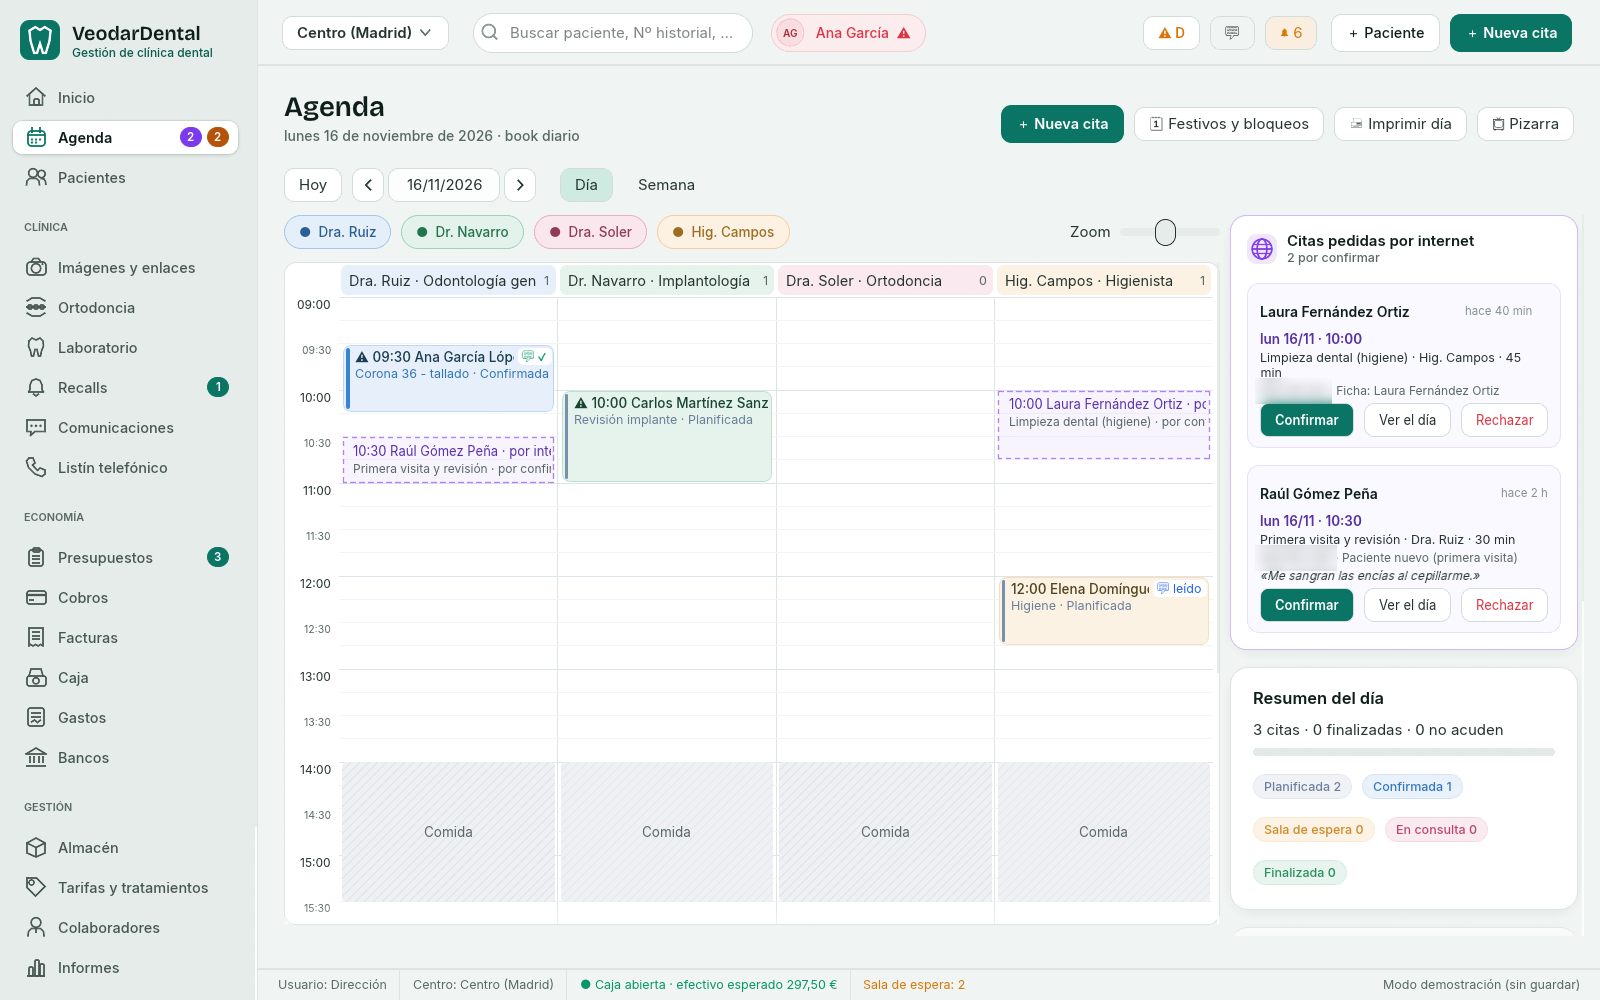 VeodarDental
Gestión de clínica dental
Inicio
Agenda 2 2
Pacientes
CLÍNICA
Imágenes y enlaces
Ortodoncia
Laboratorio
Recalls 1
Comunicaciones
Listín telefónico
ECONOMÍA
Presupuestos 3
Cobros
Facturas
Caja
Gastos
Bancos
GESTIÓN
Almacén
Tarifas y tratamientos
Colaboradores
Informes
Centro (Madrid)
Buscar paciente, Nº historial, ...
AG Ana García
D
6
+ Paciente
+ Nueva cita
Agenda
lunes 16 de noviembre de 2026 · book diario
+ Nueva cita
1 Festivos y bloqueos
Imprimir día
Pizarra
Hoy
16/11/2026
Día
Semana
Dra. Ruiz
Dr. Navarro
Dra. Soler
Hig. Campos
Zoom
Dra. Ruiz · Odontología gen 1
Dr. Navarro · Implantología 1
Dra. Soler · Ortodoncia 0
Hig. Campos · Higienista 1
09:00
09:30
10:00
10:30
11:00
11:30
12:00
12:30
13:00
13:30
14:00
14:30
15:00
15:30
09:30 Ana García Lóp ✓
Corona 36 - tallado · Confirmada
10:30 Raúl Gómez Peña · por inte
Primera visita y revisión · por confir
10:00 Carlos Martínez Sanz
Revisión implante · Planificada
10:00 Laura Fernández Ortiz · po
Limpieza dental (higiene) · por con
12:00 Elena Domíngu leído
Higiene · Planificada
Comida
Comida
Comida
Comida
Citas pedidas por internet
2 por confirmar
Laura Fernández Ortiz hace 40 min
lun 16/11 · 10:00
Limpieza dental (higiene) · Hig. Campos · 45
min
Ficha: Laura Fernández Ortiz
Confirmar
Ver el día
Rechazar
Raúl Gómez Peña hace 2 h
lun 16/11 · 10:30
Primera visita y revisión · Dra. Ruiz · 30 min
· Paciente nuevo (primera visita)
«Me sangran las encías al cepillarme.»
Confirmar
Ver el día
Rechazar
Resumen del día
3 citas · 0 finalizadas · 0 no acuden
Planificada 2
Confirmada 1
Sala de espera 0
En consulta 0
Finalizada 0
Usuario: Dirección
Centro: Centro (Madrid)
Caja abierta · efectivo esperado 297,50 €
Sala de espera: 2
Modo demostración (sin guardar)